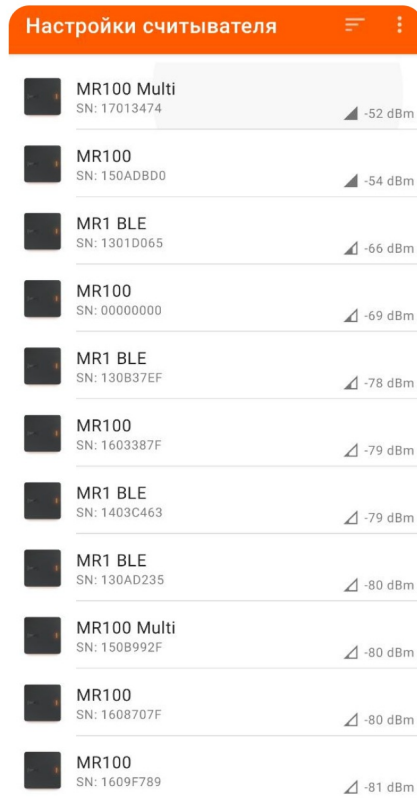 Настройки считывателя
MR100 Multi
SN: 17013474
-52 dBm
MR100
SN: 150ADBD0
-54 dBm
MR1 BLE
SN: 1301D065
-66 dBm
MR100
SN: 00000000
-69 dBm
MR1 BLE
SN: 130B37EF
-78 dBm
MR100
SN: 1603387F
-79 dBm
MR1 BLE
SN: 1403C463
-79 dBm
MR1 BLE
SN: 130AD235
-80 dBm
MR100 Multi
SN: 150B992F
-80 dBm
MR100
SN: 1608707F
-80 dBm
MR100
SN: 1609F789
-81 dBm